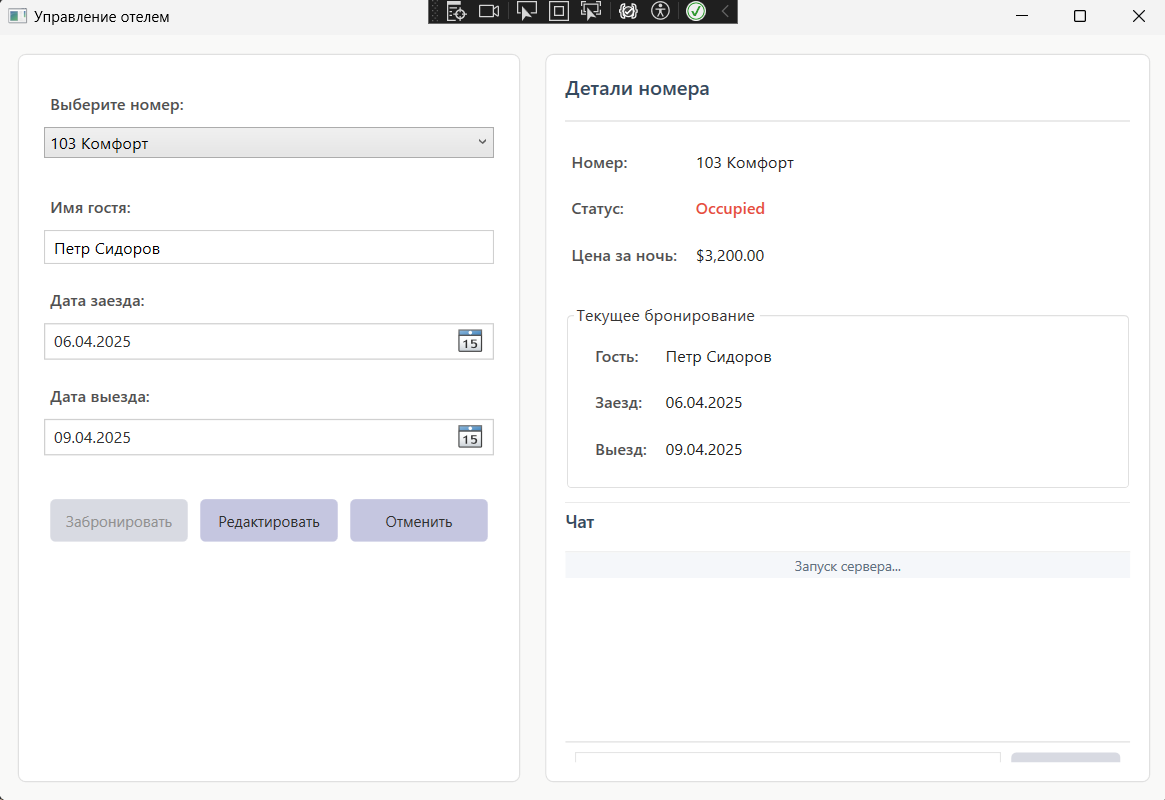 Управление отелем
Выберите номер:
103 Комфорт
Имя гостя:
Петр Сидоров
Дата заезда:
06.04.2025
15
Дата выезда:
09.04.2025
15
Забронировать
Редактировать
Отменить
Детали номера
Номер: 103 Комфорт
Статус: Occupied
Цена за ночь: $3,200.00
Текущее бронирование
Гость: Петр Сидоров
Заезд: 06.04.2025
Выезд: 09.04.2025
Чат
Запуск сервера...